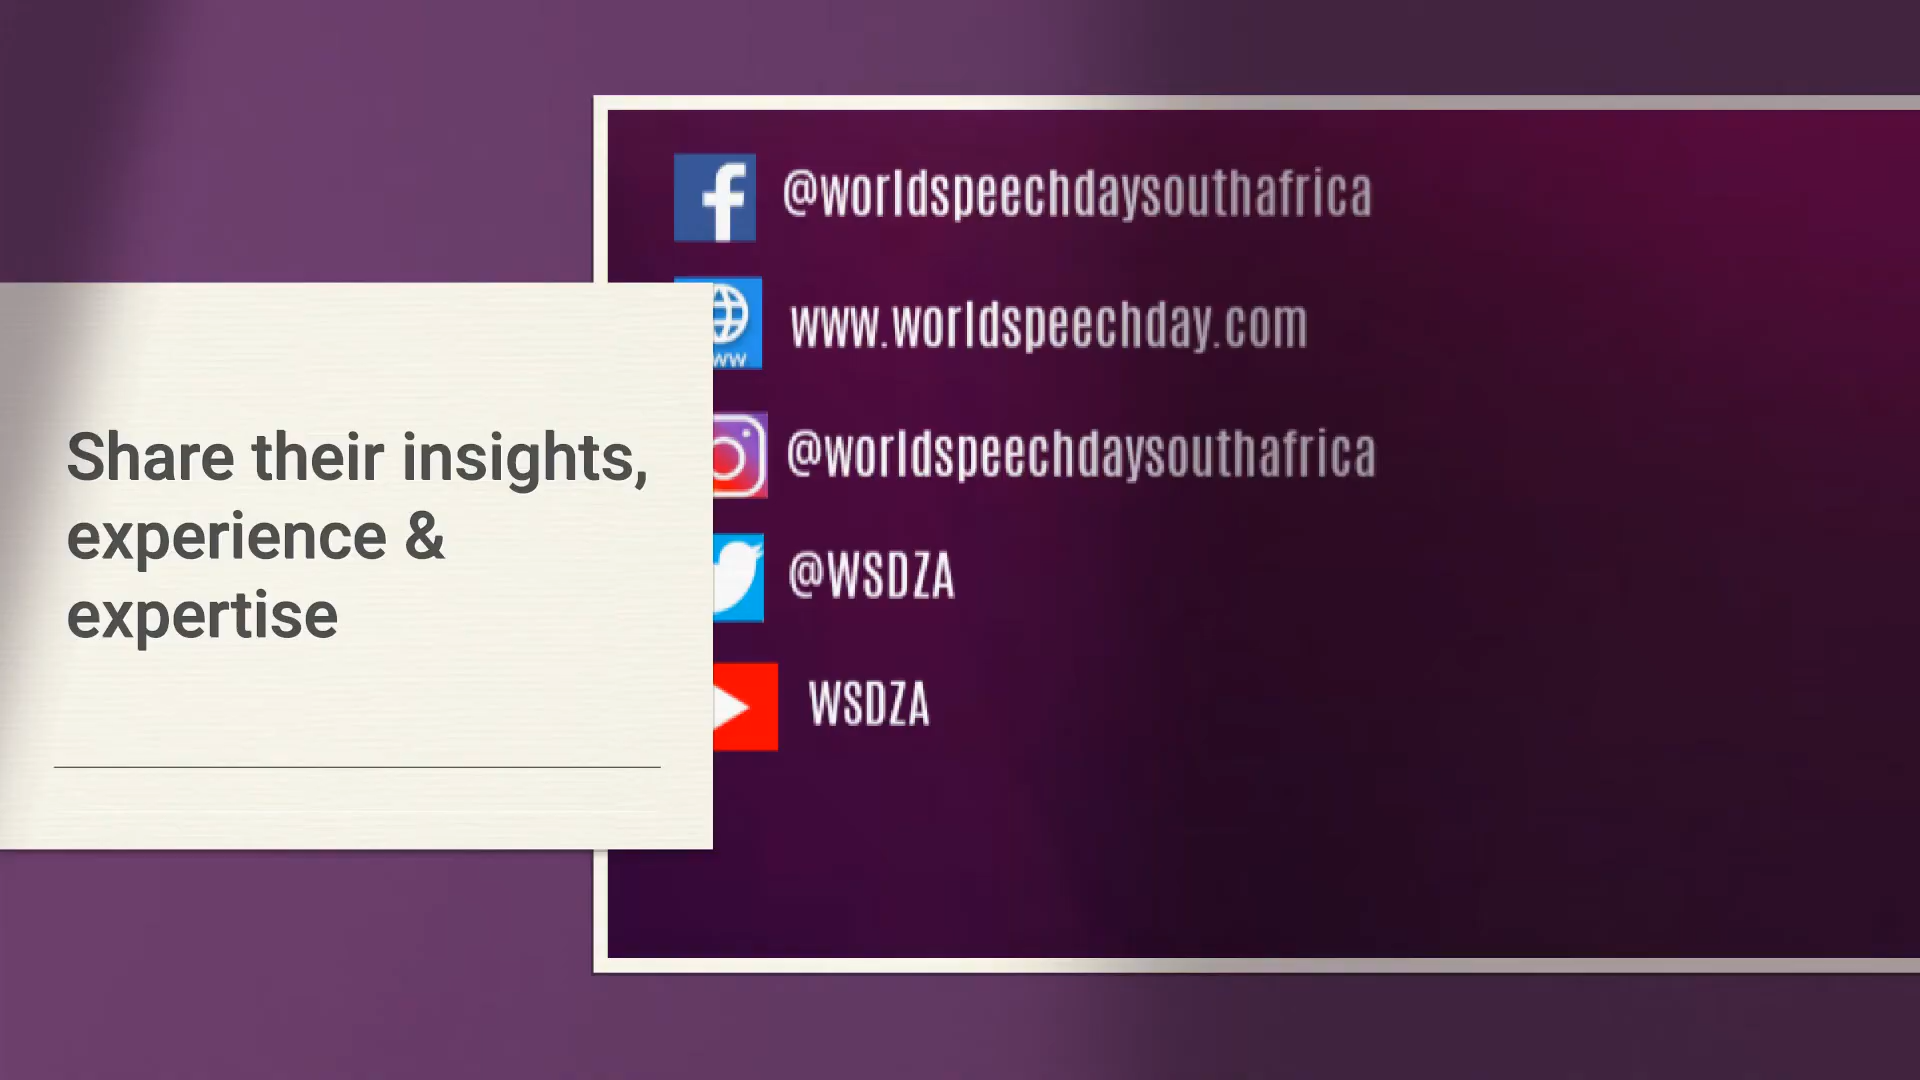 Share their insights,
experience &
expertise
@worldspeechdaysouthafrica
www.worldspeechday.com
@worldspeechdaysouthafrica
@WSDZA
WSDZA